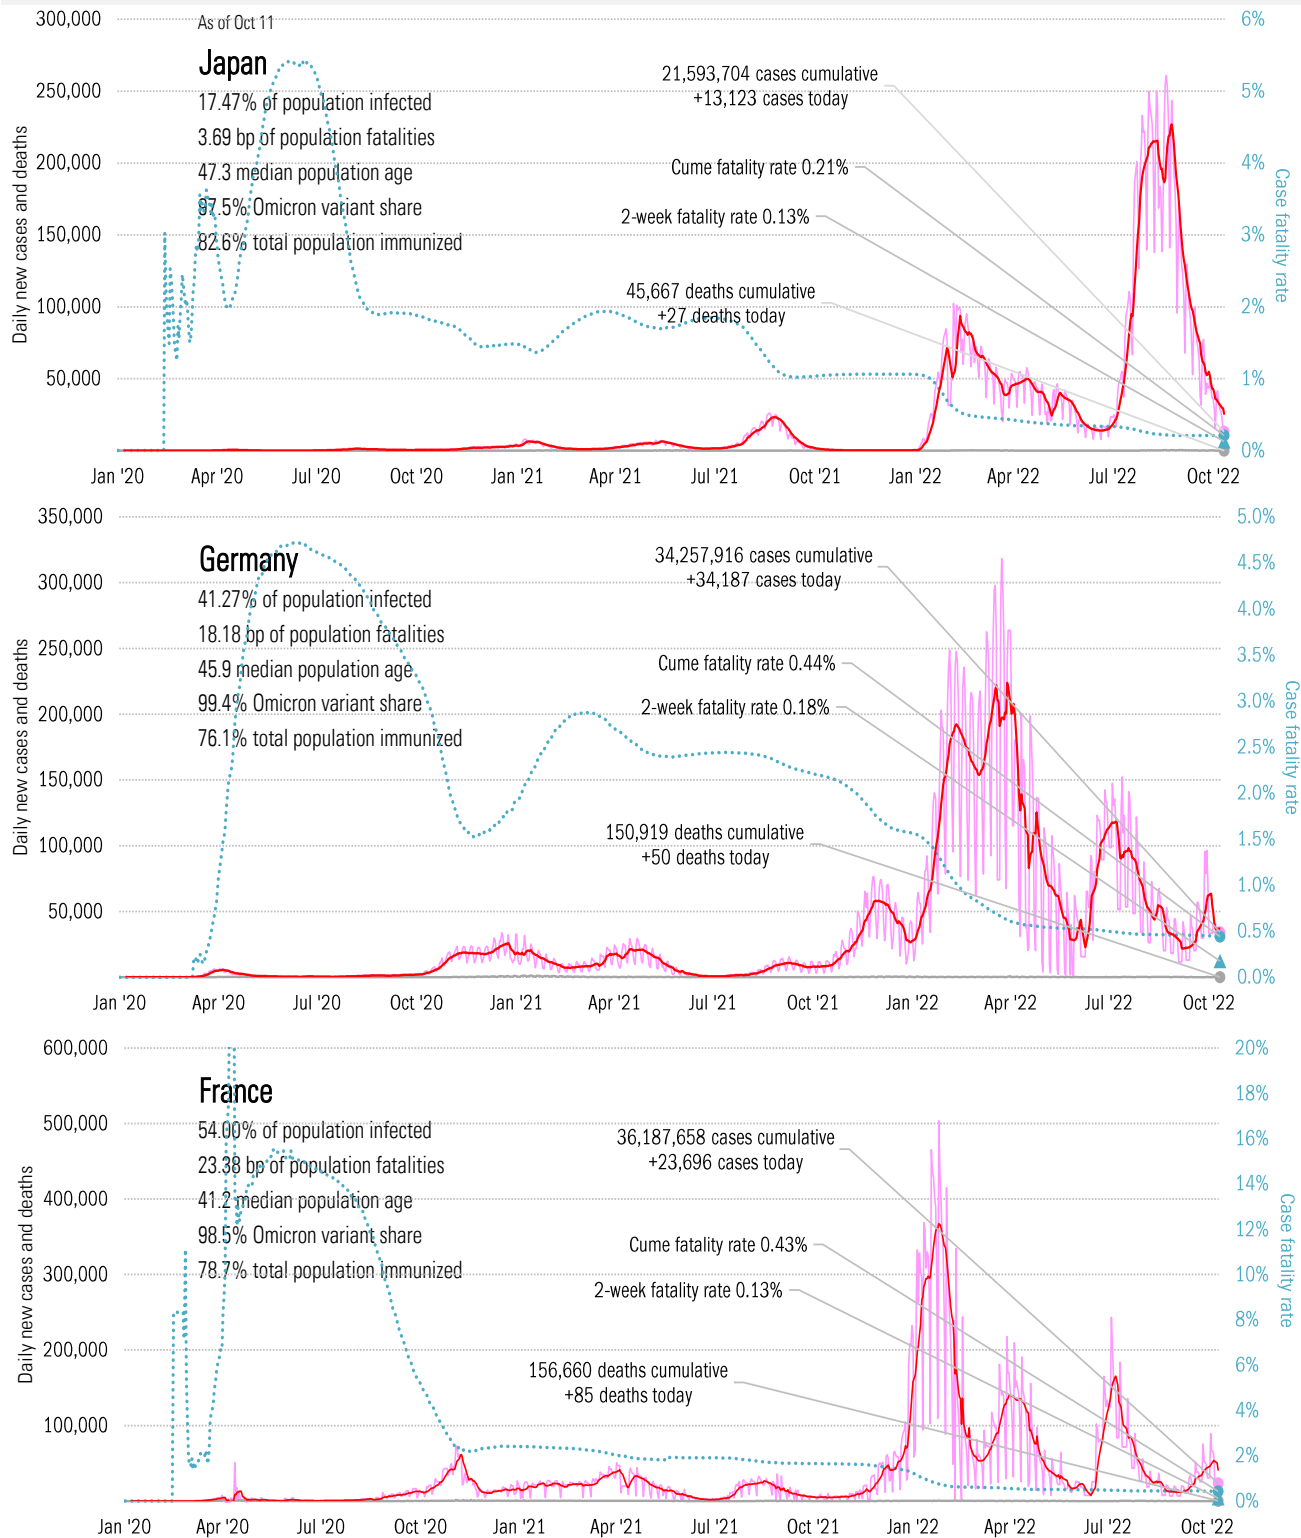 300,000
As of Oct 11
6%
Japan
17.47% of population infected
3.69 bp of population fatalities
47.3 median population age
97.5% Omicron variant share
82.6% total population immunized
21,593,704 cases cumulative
+13,123 cases today
Cume fatality rate 0.21%
2-week fatality rate 0.13%
45,667 deaths cumulative
+27 deaths today
250,000
200,000
150,000
100,000
50,000
Daily new cases and deaths
5%
4%
3%
2%
1%
0%
Case fatality rate
Jan '20 Apr '20 Jul '20 Oct '20 Jan '21 Apr '21 Jul '21 Oct '21 Jan '22 Apr '22 Jul '22 Oct '22
350,000
300,000
250,000
200,000
150,000
100,000
50,000
Daily new cases and deaths
Germany
41.27% of population infected
18.18 bp of population fatalities
45.9 median population age
99.4% Omicron variant share
76.1% total population immunized
34,257,916 cases cumulative
+34,187 cases today
Cume fatality rate 0.44%
2-week fatality rate 0.18%
150,919 deaths cumulative
+50 deaths today
5.0%
4.5%
4.0%
3.5%
3.0%
2.5%
2.0%
1.5%
1.0%
0.5%
0.0%
Case fatality rate
Jan '20 Apr '20 Jul '20 Oct '20 Jan '21 Apr '21 Jul '21 Oct '21 Jan '22 Apr '22 Jul '22 Oct '22
600,000
500,000
400,000
300,000
200,000
100,000
Daily new cases and deaths
France
54.00% of population infected
23.38 bp of population fatalities
41.2 median population age
98.5% Omicron variant share
78.7% total population immunized
36,187,658 cases cumulative
+23,696 cases today
Cume fatality rate 0.43%
2-week fatality rate 0.13%
156,660 deaths cumulative
+85 deaths today
20%
18%
16%
14%
12%
10%
8%
6%
4%
2%
0%
Case fatality rate
Jan '20 Apr '20 Jul '20 Oct '20 Jan '21 Apr '21 Jul '21 Oct '21 Jan '22 Apr '22 Jul '22 Oct '22